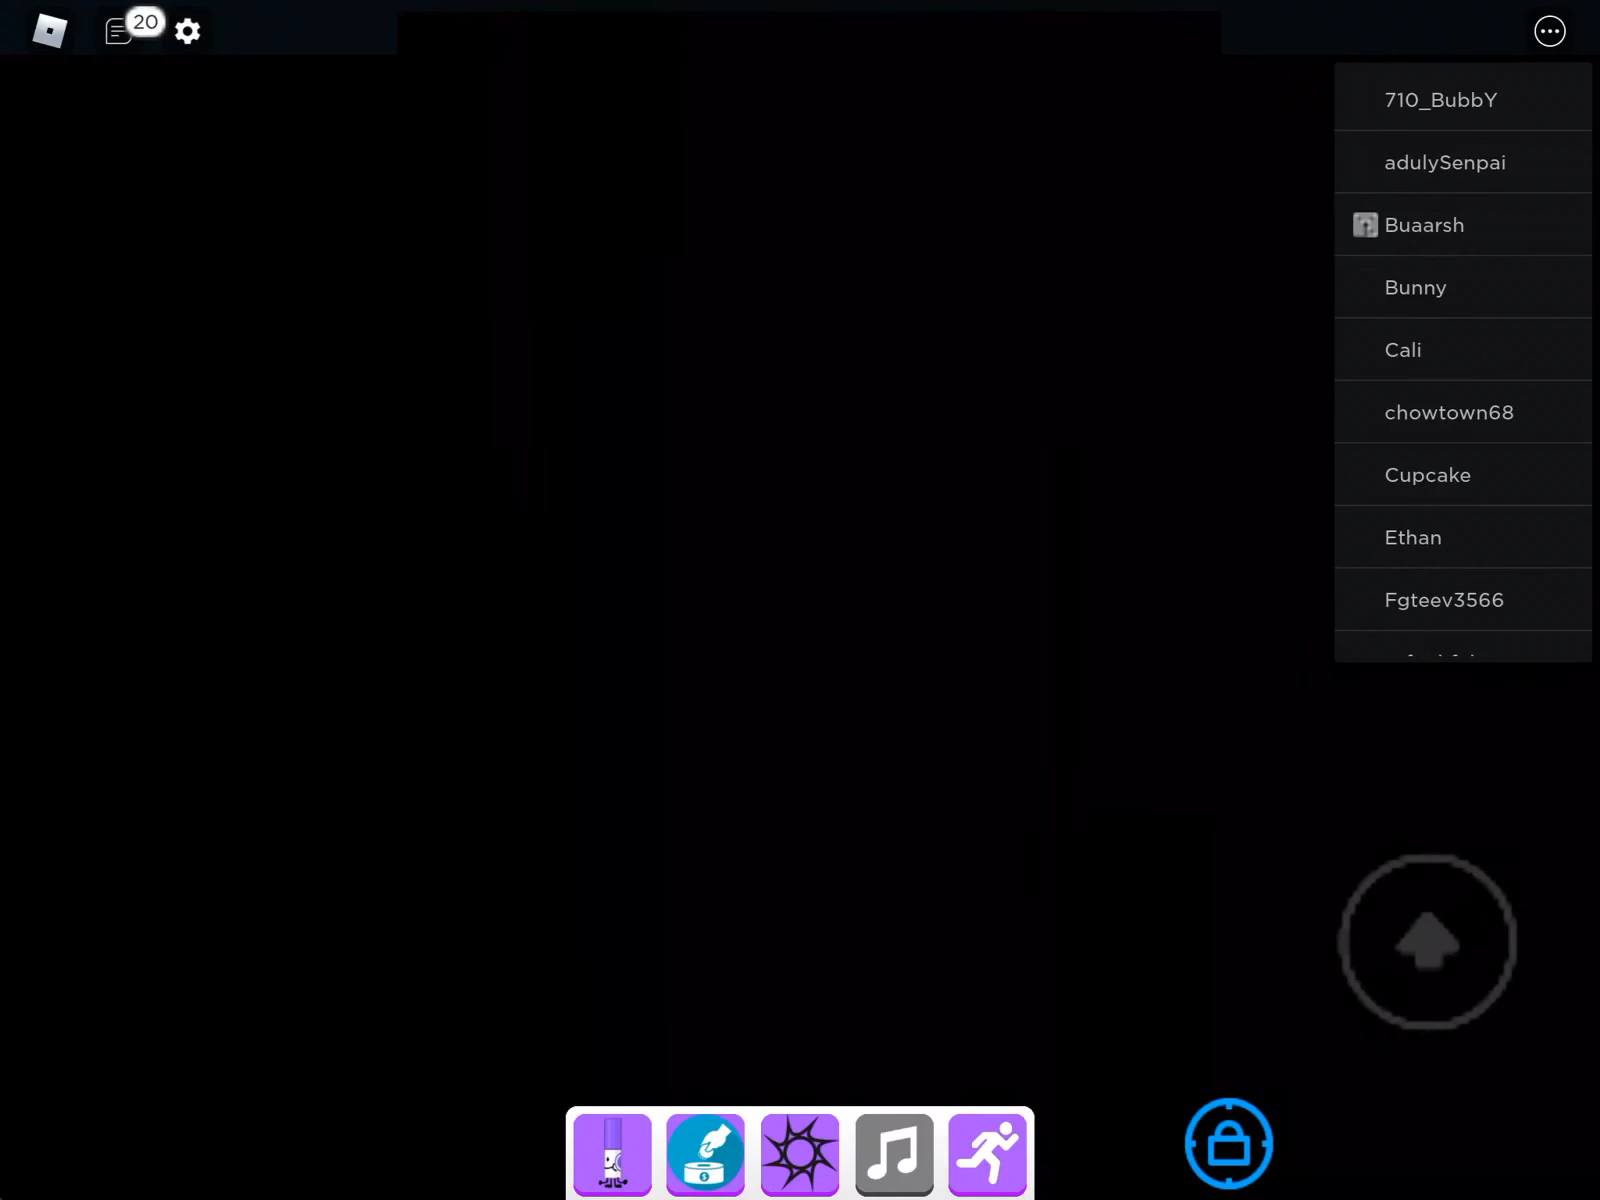 20
710_BubbY
adulySenpai
Buaarsh
Bunny
Cali
chowtown68
Cupcake
Ethan
Fgteev3566